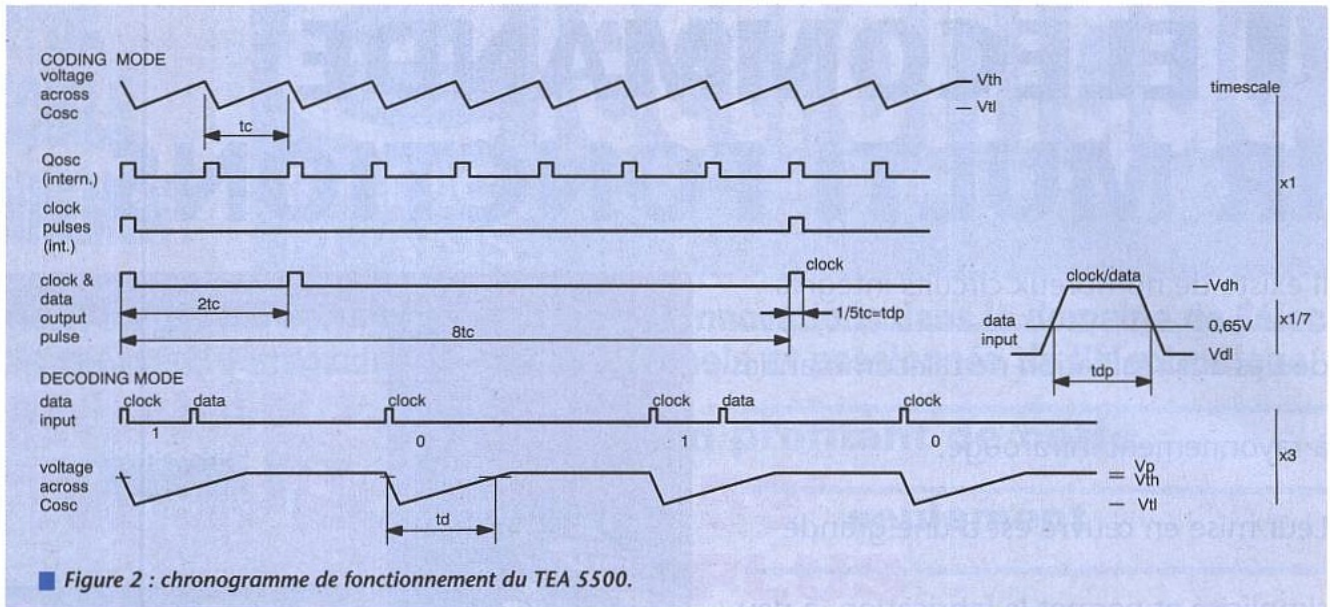 CODING MODE
voltage
across
Cosc
Vth
Vtl
timescale
tc
Qosc
(intern.)
x1
clock
pulses
(int.)
clock &
data
output
pulse
clock
2tc
1/5tc=tdp
8tc
clock/data
Vdh
data
input
0,65V
x1/7
Vdl
tdp
DECODING MODE
data
input
clock
data
clock
clock
data
clock
1
0
1
0
x3
voltage
across
Cosc
Vp
Vth
Vtl
td
Figure 2 : chronogramme de fonctionnement du TEA 5500.